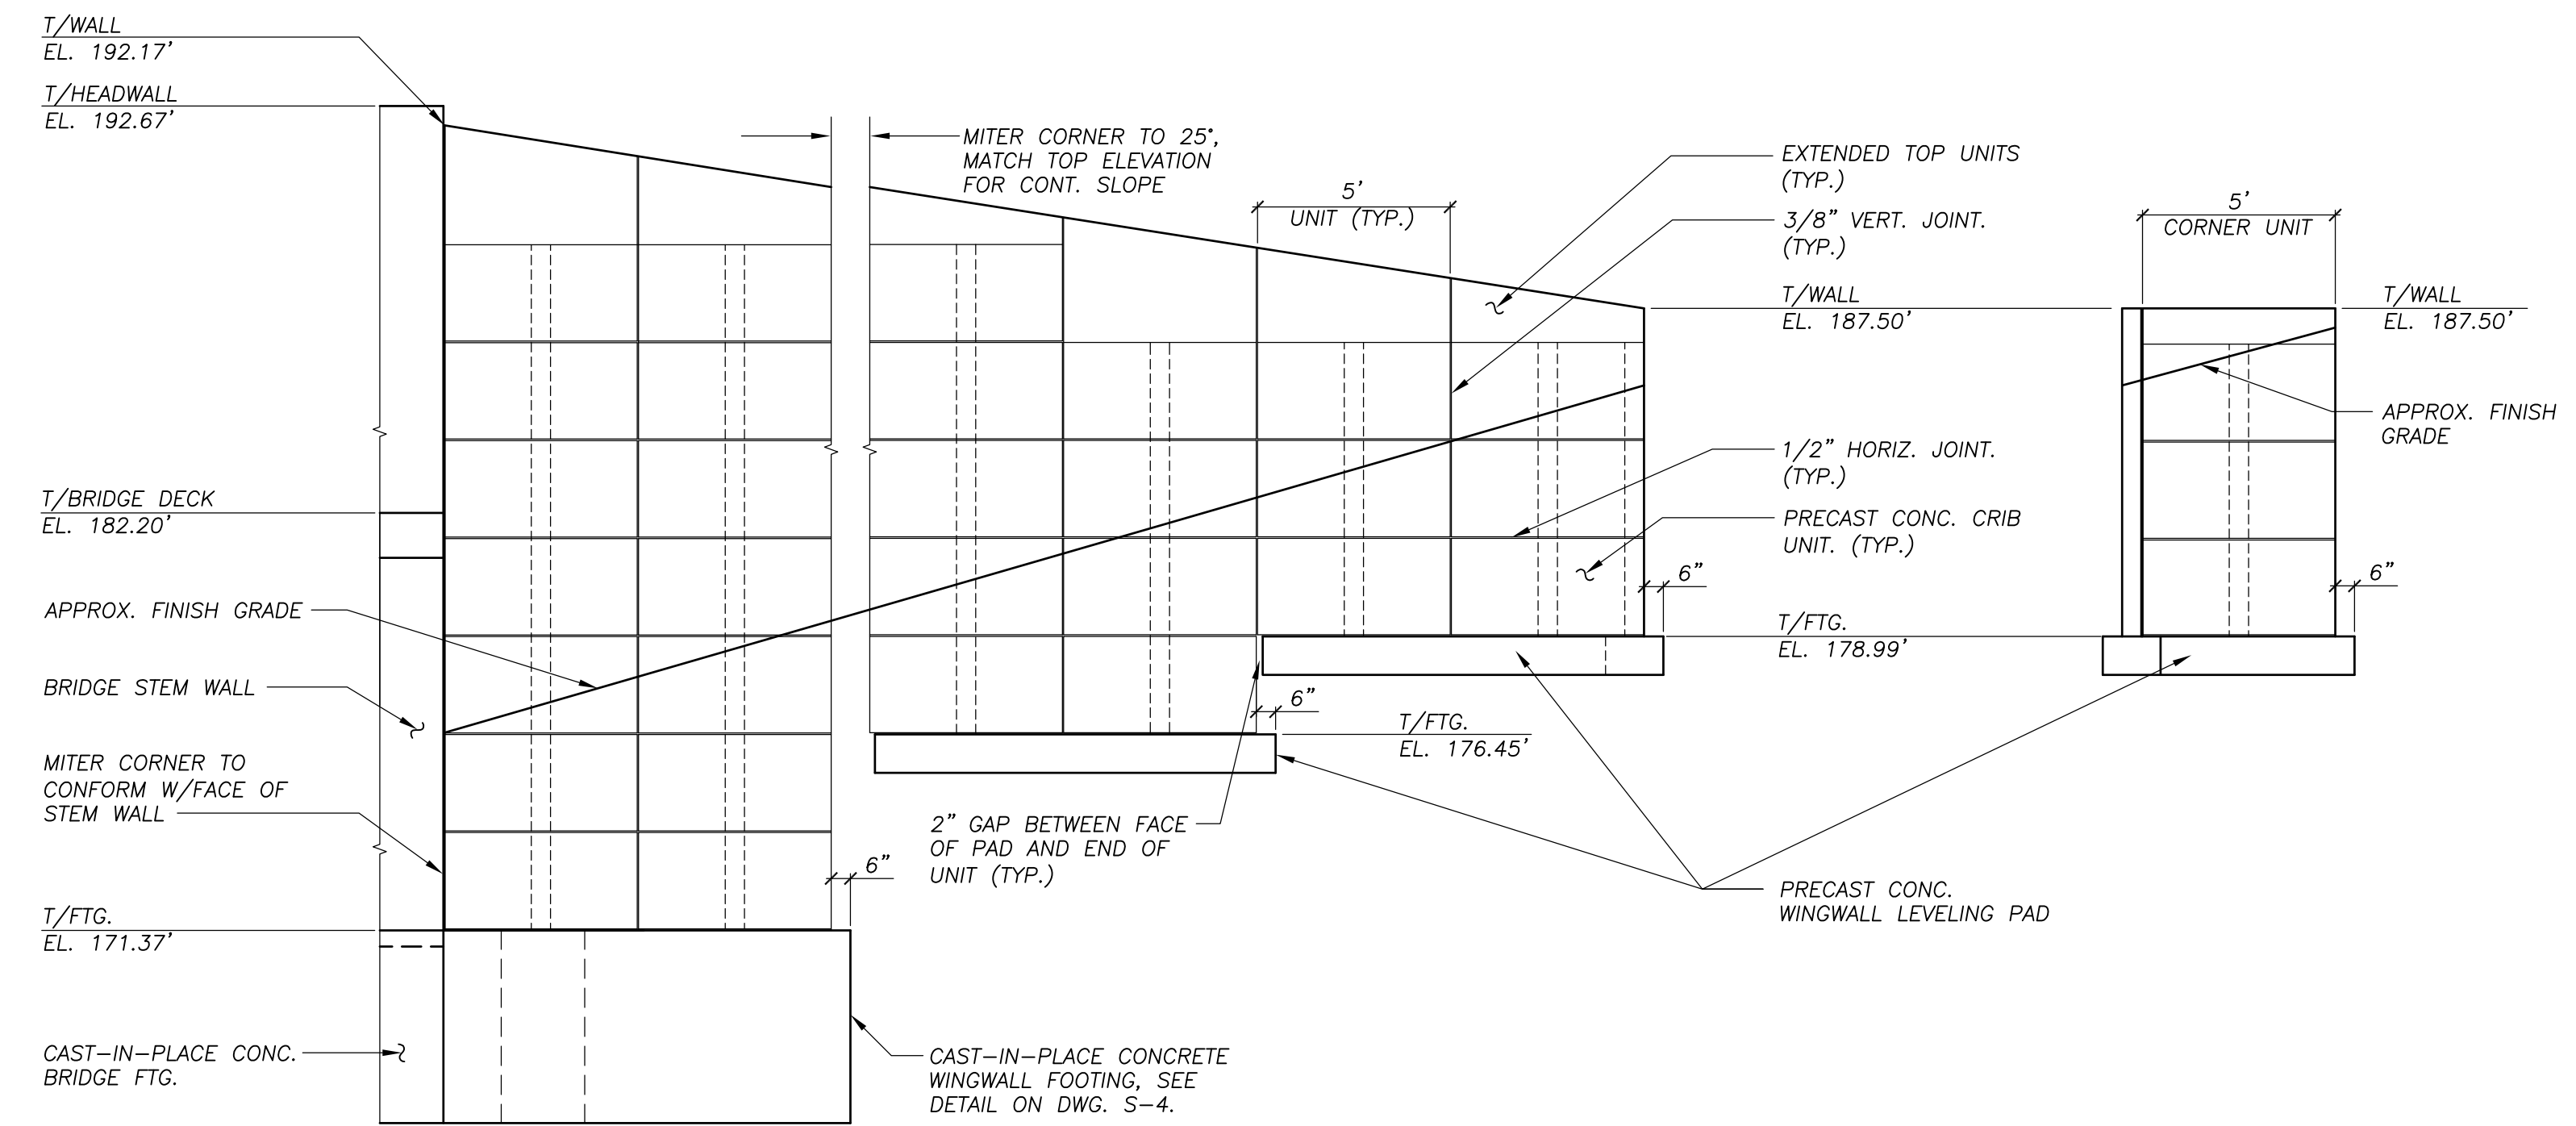 T/WALL
EL. 192.17'
T/HEADWALL
EL. 192.67'
MITER CORNER TO 25°,
MATCH TOP ELEVATION
FOR CONT. SLOPE
5'
UNIT (TYP.)
EXTENDED TOP UNITS
(TYP.)
3/8" VERT. JOINT.
(TYP.)
5'
CORNER UNIT
T/WALL
EL. 187.50'
T/WALL
EL. 187.50'
APPROX. FINISH
GRADE
1/2" HORIZ. JOINT.
(TYP.)
PRECAST CONC. CRIB
UNIT. (TYP.)
6"
6"
T/BRIDGE DECK
EL. 182.20'
APPROX. FINISH GRADE
T/FTG.
EL. 178.99'
BRIDGE STEM WALL
6"
T/FTG.
EL. 176.45'
MITER CORNER TO
CONFORM W/FACE OF
STEM WALL
2" GAP BETWEEN FACE
OF PAD AND END OF
UNIT (TYP.)
6"
PRECAST CONC.
WINGWALL LEVELING PAD
T/FTG.
EL. 171.37'
CAST-IN-PLACE CONC.
BRIDGE FTG.
CAST-IN-PLACE CONCRETE
WINGWALL FOOTING, SEE
DETAIL ON DWG. S-4.